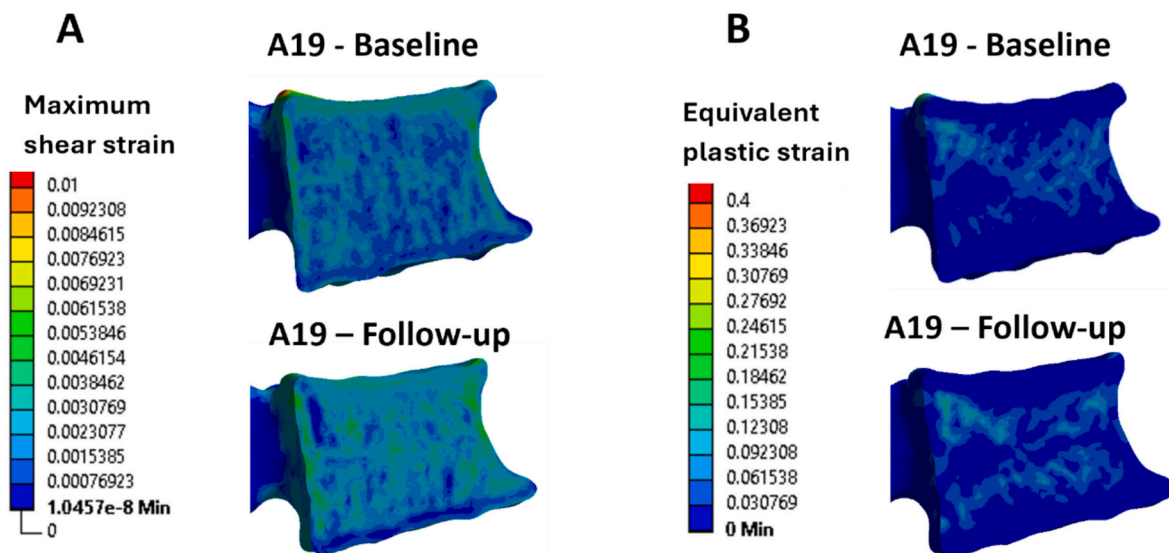 A
A19 - Baseline
Maximum
shear strain
0.01
0.0092308
0.0084615
0.0076923
0.0069231
0.0061538
0.0053846
0.0046154
0.0038462
0.0030769
0.0023077
0.0015385
0.00076923
1.0457e-8 Min
0
A19 – Follow-up
B
A19 - Baseline
Equivalent
plastic strain
0.4
0.36923
0.33846
0.30769
0.27692
0.24615
0.21538
0.18462
0.15385
0.12308
0.092308
0.061538
0.030769
0 Min
A19 – Follow-up